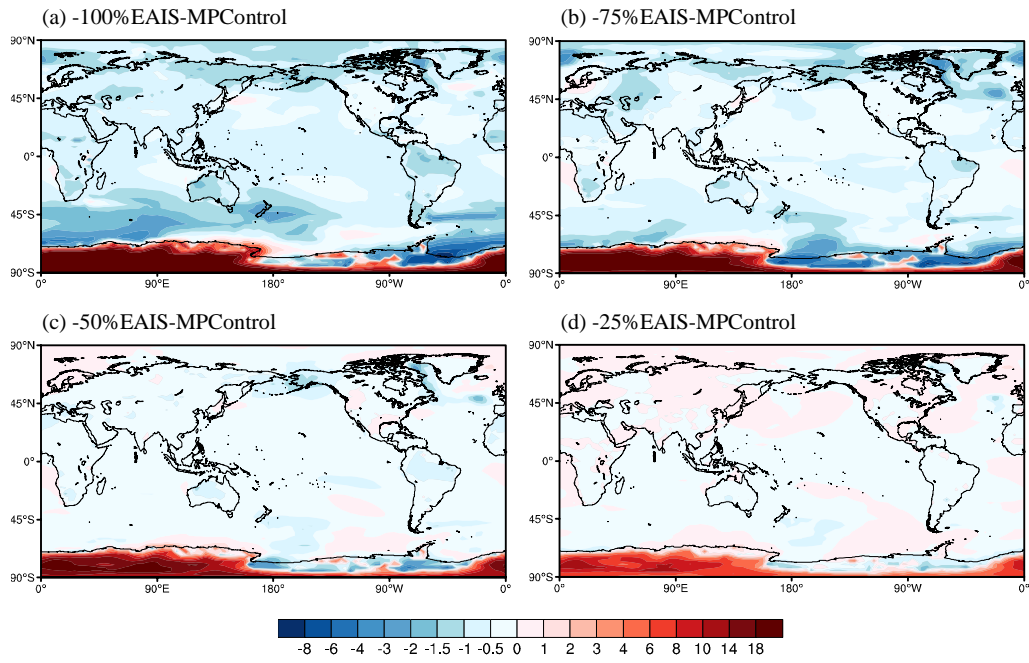 (a) -100%EAIS-MPControl
(b) -75%EAIS-MPControl
90°N 90°N
45°N 45°N
0° 0°
45°S 45°S
90°S 90°S
0° 90°E 180° 90°W 0° 0° 90°E 180° 90°W 0°
(c) -50%EAIS-MPControl
(d) -25%EAIS-MPControl
90°N 90°N
45°N 45°N
0° 0°
45°S 45°S
90°S 90°S
0° 90°E 180° 90°W 0° 0° 90°E 180° 90°W 0°
-8 -6 -4 -3 -2 -1.5 -1 -0.5 0 1 2 3 4 6 8 10 14 18